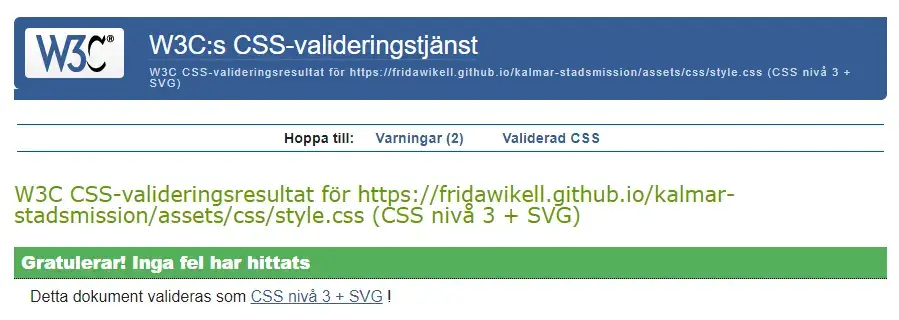 W3C® W3C:s CSS-valideringstjänst
W3C CSS-valideringsresultat för https://fridawikell.github.io/kalmar-stadsmission/assets/css/style.css (CSS nivå 3 +
SVG)
Hoppa till: Varningar (2) Validerad CSS
W3C CSS-valideringsresultat för https://fridawikell.github.io/kalmar-
stadsmission/assets/css/style.css (CSS nivå 3 + SVG)
Gratulerar! Inga fel har hittats
Detta dokument valideras som CSS nivå 3 + SVG !